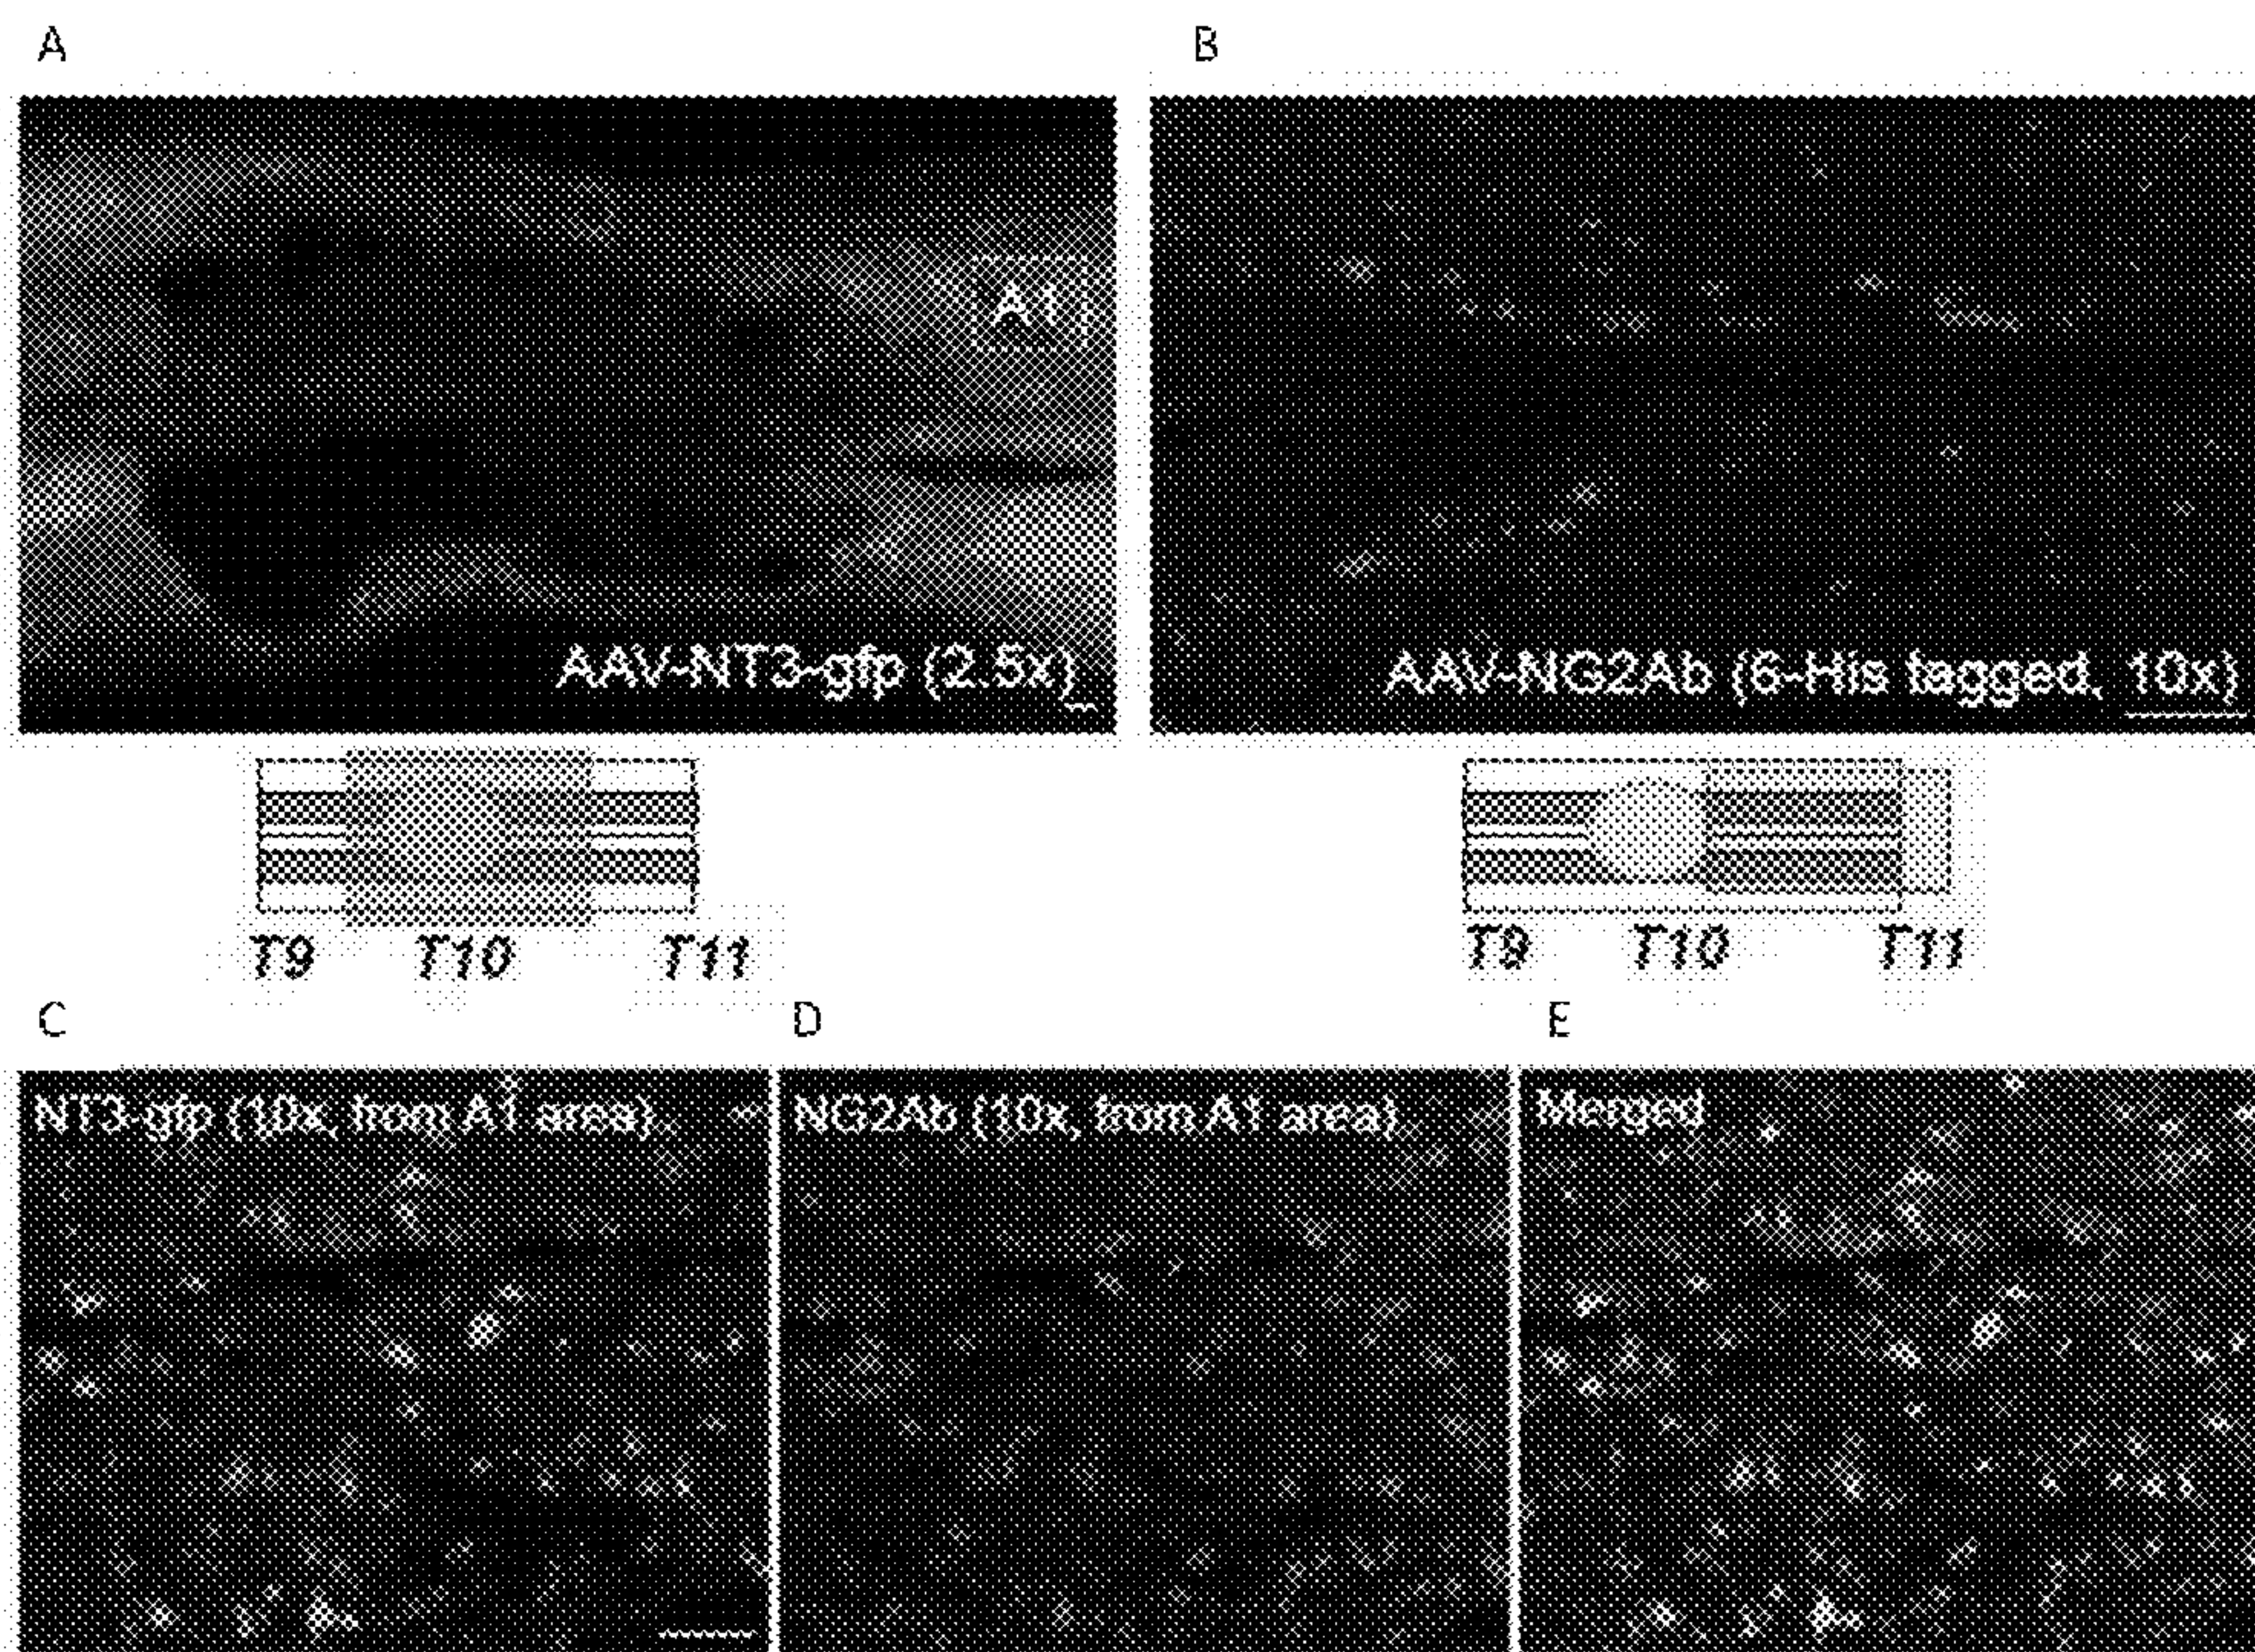 A
B
A1
AAV-NT3-gfp (2.5x)
AAV-NG2Ab (6-His tagged, 10x)
T9 T10 T11
T9 T10 T11
C
D
E
NT3-gfp (10x, from A1 area)
NG2Ab (10x, from A1 area)
Merged